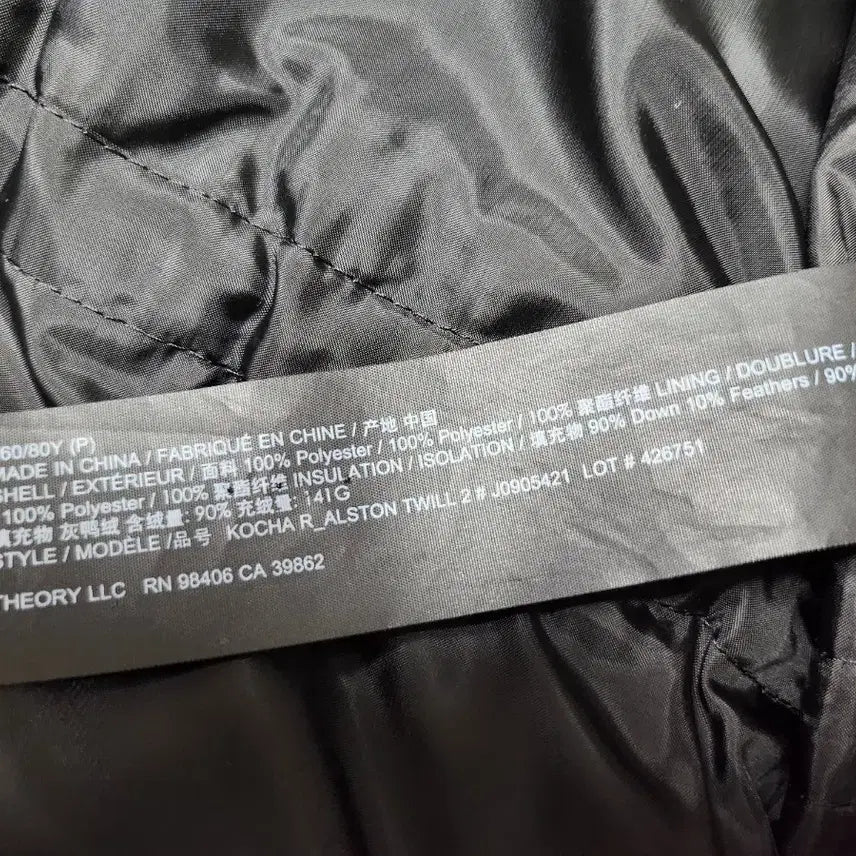 60/80Y (P)
MADE IN CHINA / FABRIQUÉ EN CHINE / 产地 中国
SHELL / EXTÉRIEUR / 面料 100% Polyester / 100% Polyester / 100% 聚酯纤维 LINING / DOUBLURE /
100% Polyester / 100% 聚酯纤维 INSULATION / ISOLATION / 填充物 90% Down 10% Feathers / 90%
填充物 灰鸭绒 含绒量: 90% 充绒量: 141G
STYLE / MODÈLE /品号 KOCHA R_ALSTON TWILL 2 # J0905421 LOT # 426751
THEORY LLC RN 98406 CA 39862